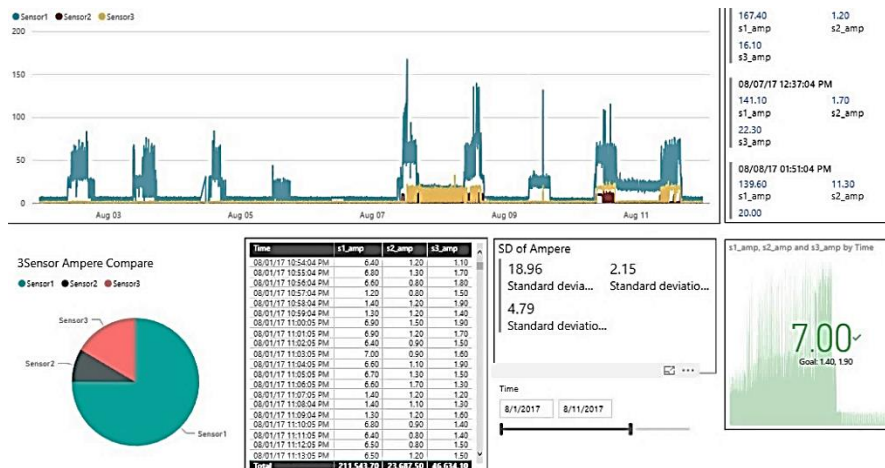 Sensor1 Sensor2 Sensor3
200
150
100
50
0
Aug 03 Aug 05 Aug 07 Aug 09 Aug 11
167.40 1.20
s1_amp s2_amp
16.10
s3_amp
08/07/17 12:37:04 PM
141.10 1.70
s1_amp s2_amp
22.30
s3_amp
08/08/17 01:51:04 PM
139.60 11.30
s1_amp s2_amp
20.00
3Sensor Ampere Compare
Sensor1 Sensor2 Sensor3
Sensor3
Sensor2
Sensor1
Time s1_amp s2_amp s3_amp
08/01/17 10:54:04 PM 6.40 1.20 1.10
08/01/17 10:55:04 PM 6.80 1.30 1.70
08/01/17 10:56:04 PM 6.60 0.80 1.80
08/01/17 10:57:04 PM 1.20 0.80 1.50
08/01/17 10:58:04 PM 1.40 1.20 1.90
08/01/17 10:59:04 PM 1.30 1.20 1.40
08/01/17 11:00:05 PM 6.90 1.50 1.90
08/01/17 11:01:05 PM 6.90 1.20 1.70
08/01/17 11:02:05 PM 6.40 0.90 1.50
08/01/17 11:03:05 PM 7.00 0.90 1.60
08/01/17 11:04:05 PM 6.60 1.10 1.90
08/01/17 11:05:05 PM 6.70 1.30 1.50
08/01/17 11:06:05 PM 6.60 1.70 1.30
08/01/17 11:07:05 PM 1.40 1.20 1.20
08/01/17 11:08:04 PM 1.40 1.10 1.30
08/01/17 11:09:04 PM 1.30 1.20 1.60
08/01/17 11:10:05 PM 6.80 0.90 1.40
08/01/17 11:11:05 PM 6.40 0.80 1.40
08/01/17 11:12:05 PM 6.50 0.80 1.50
08/01/17 11:13:05 PM 6.50 1.20 1.50
Total 211,543.70 23,687.50 46,634.10
SD of Ampere
18.96 2.15
Standard devia... Standard deviatio...
4.79
Standard deviatio...
Time
8/1/2017 8/11/2017
s1_amp, s2_amp and s3_amp by Time
7.00
Goal: 1.40, 1.90